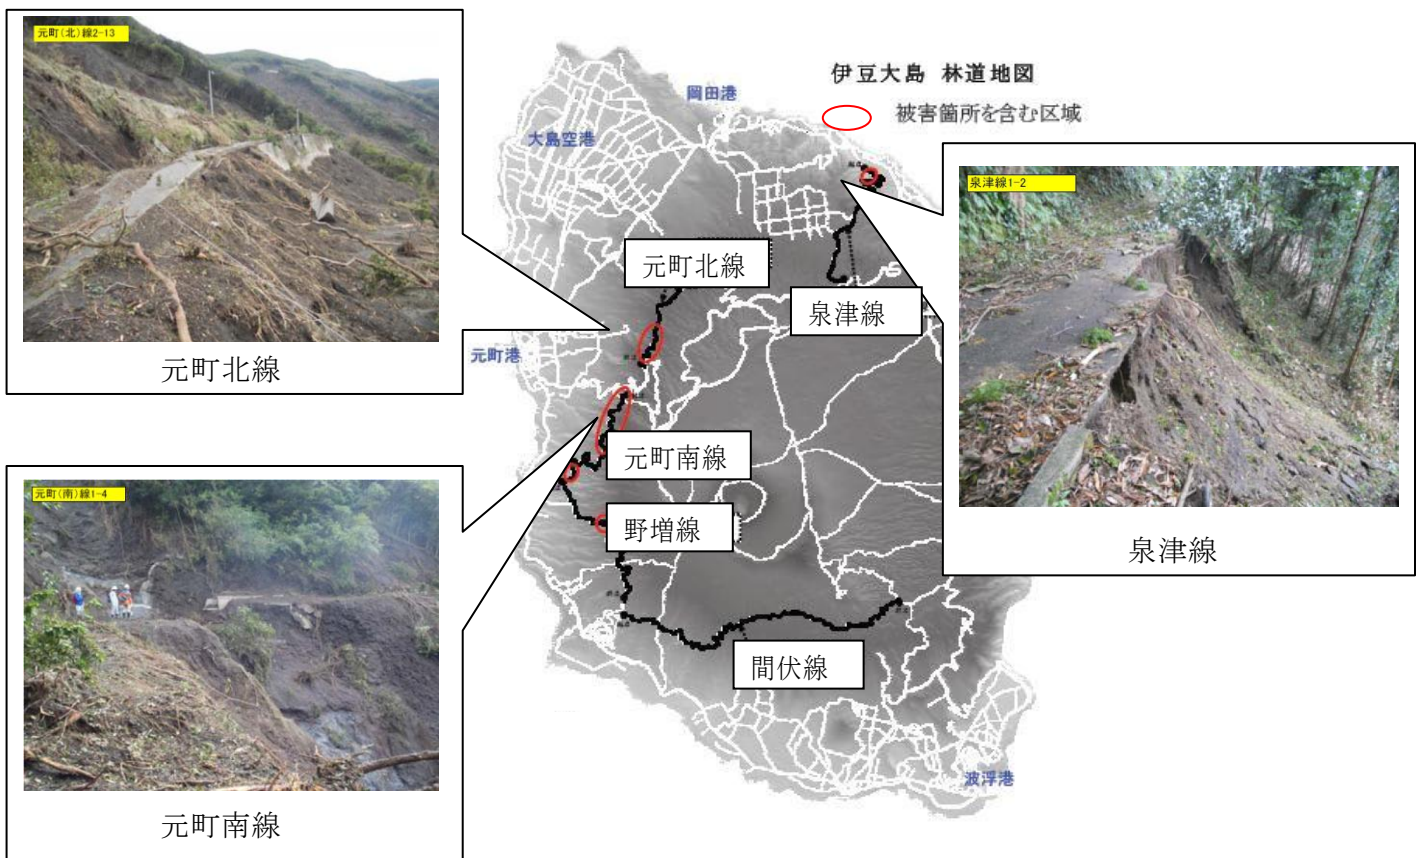 元町(北)線2-13
元町北線
元町(南)線1-4
元町南線
伊豆大島 林道地図
被害箇所を含む区域
岡田港
大島空港
元町北線
泉津線
元町港
元町南線
野増線
間伏線
波浮港
泉津線1-2
泉津線